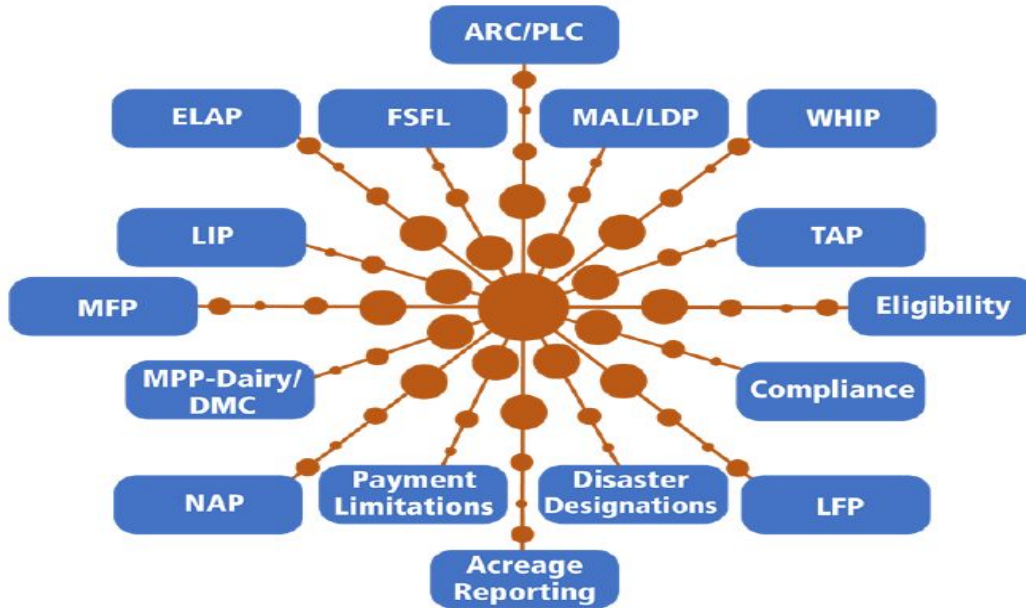 ARC/PLC
ELAP
FSFL
MAL/LDP
WHIP
LIP
TAP
MFP
Eligibility
MPP-Dairy/
DMC
Compliance
NAP
Payment
Limitations
Disaster
Designations
LFP
Acreage
Reporting